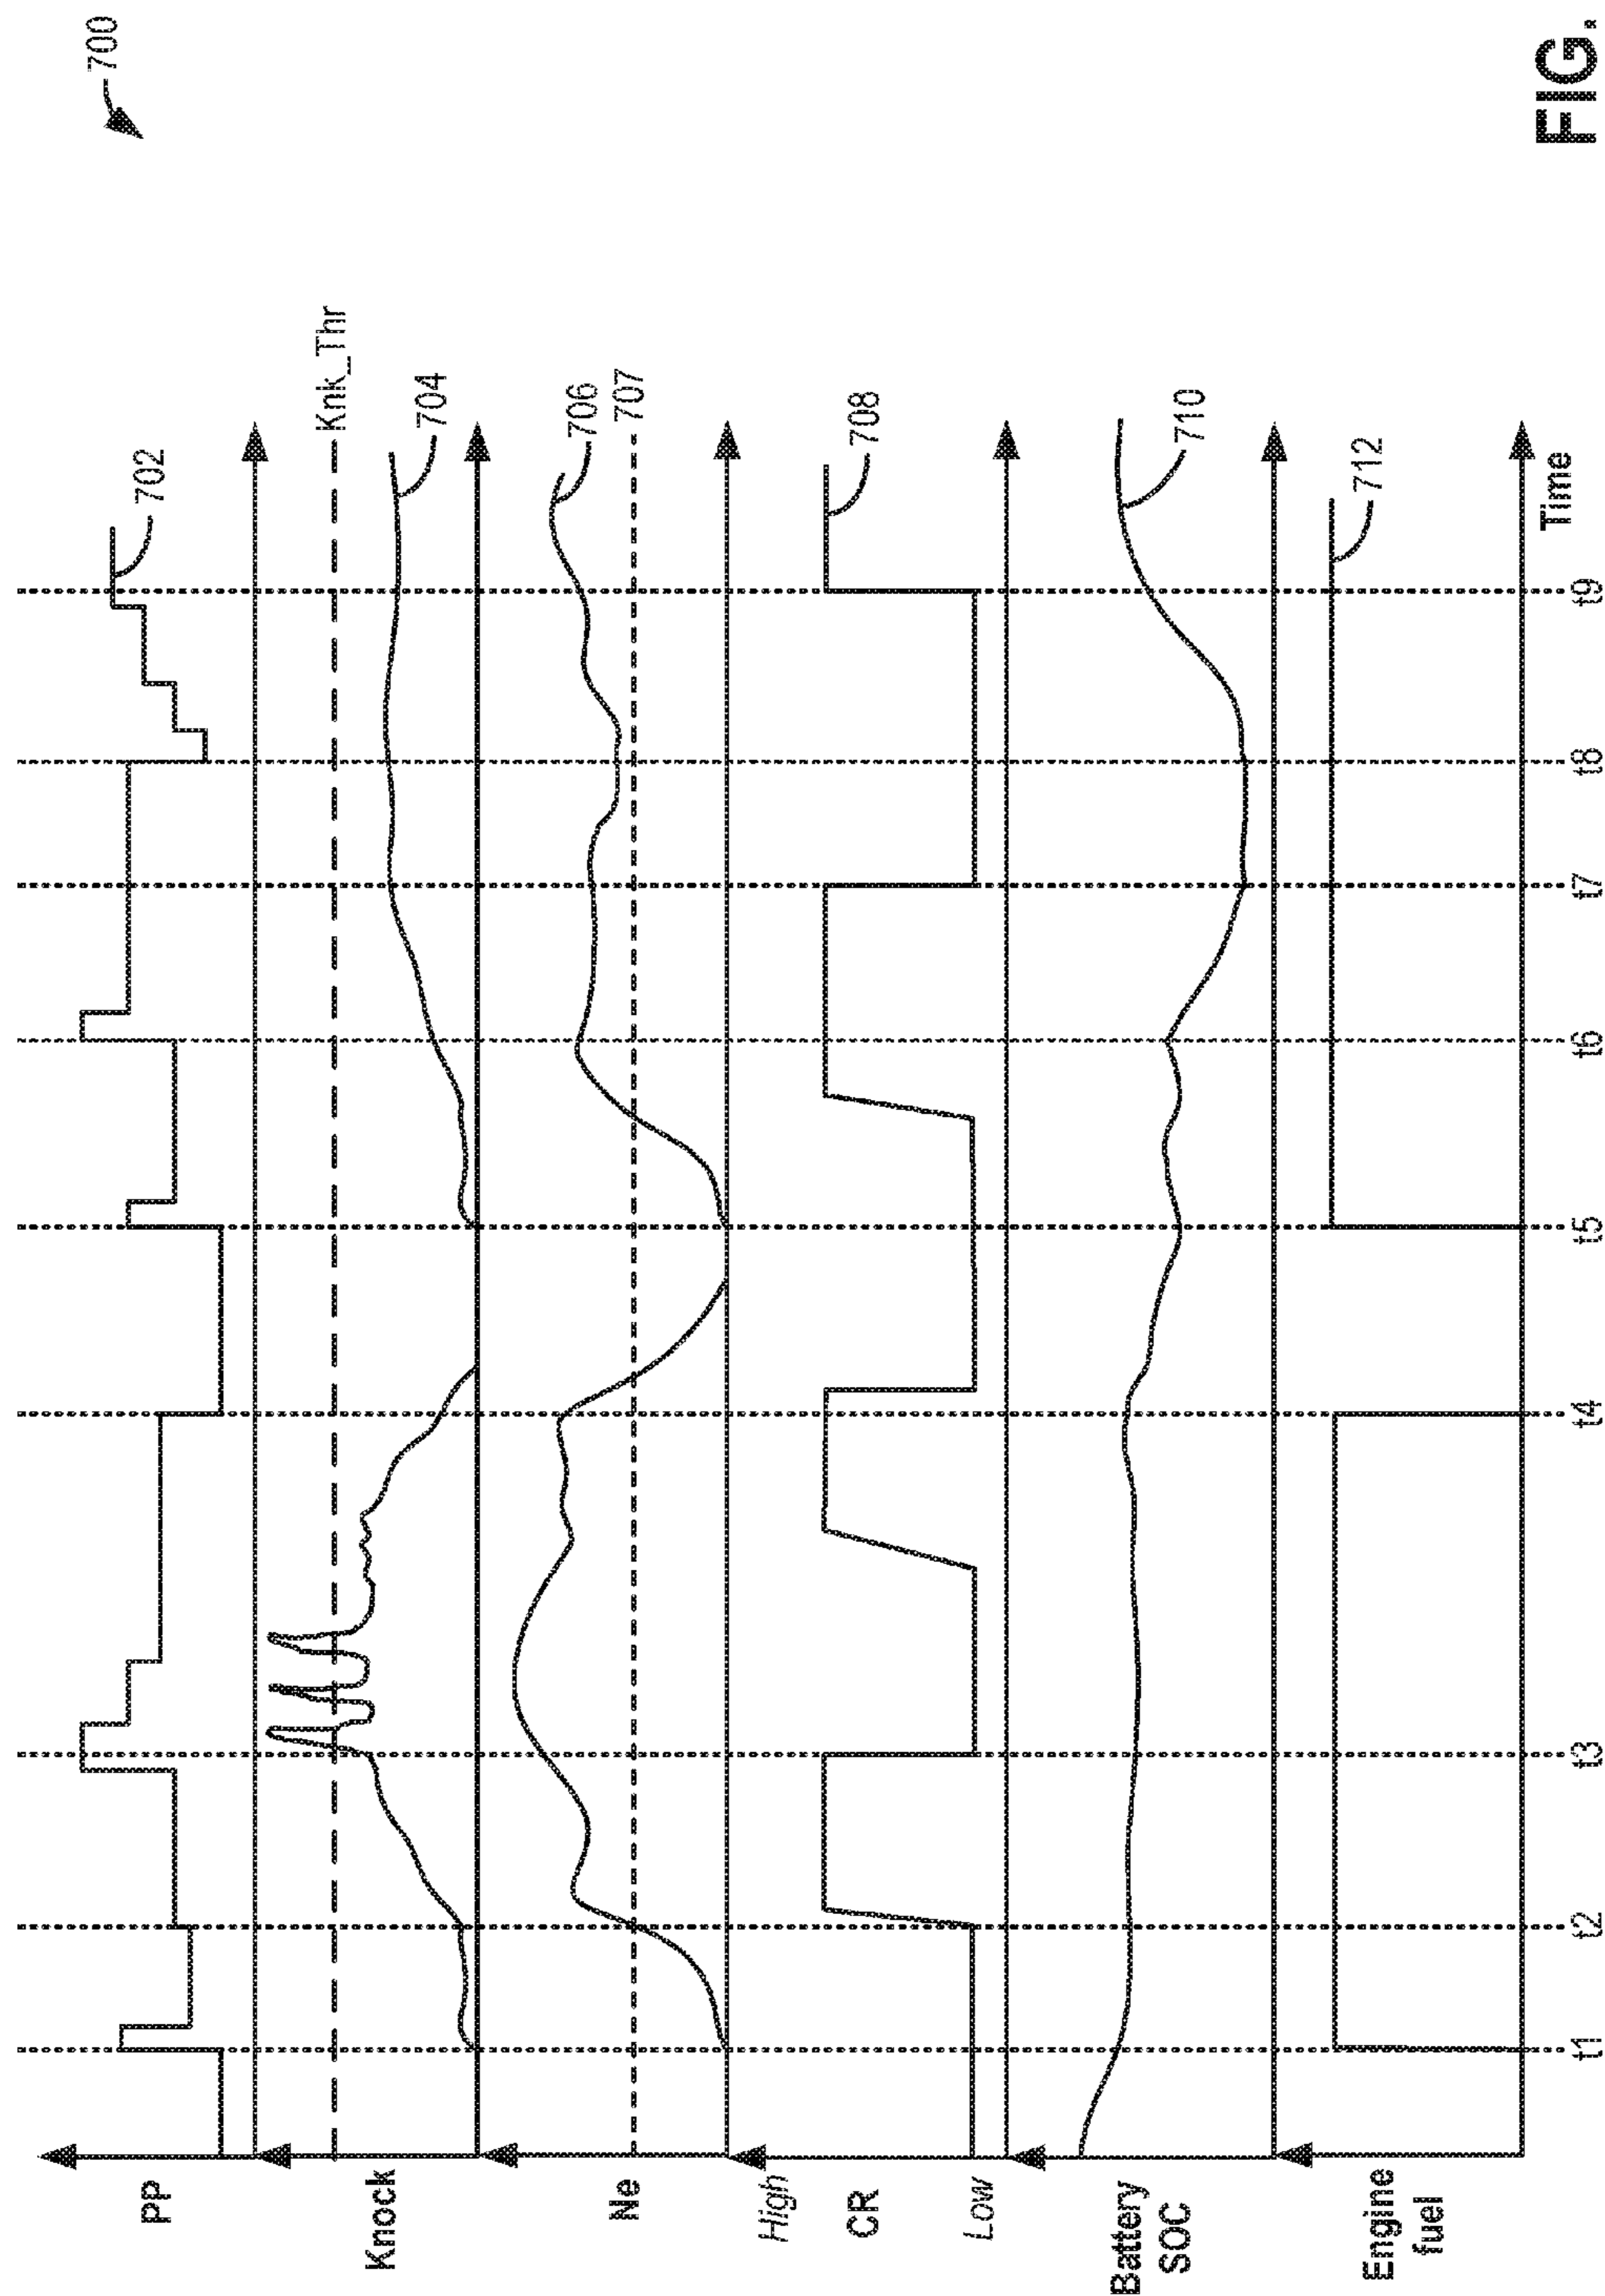 700
PP
702
Knock
Knk_Thr
704
Ne
706
707
High
CR
Low
708
Battery
SOC
710
Engine
fuel
712
t1 t2 t3 t4 t5 t6 t7 t8 t9
Time
FIG.